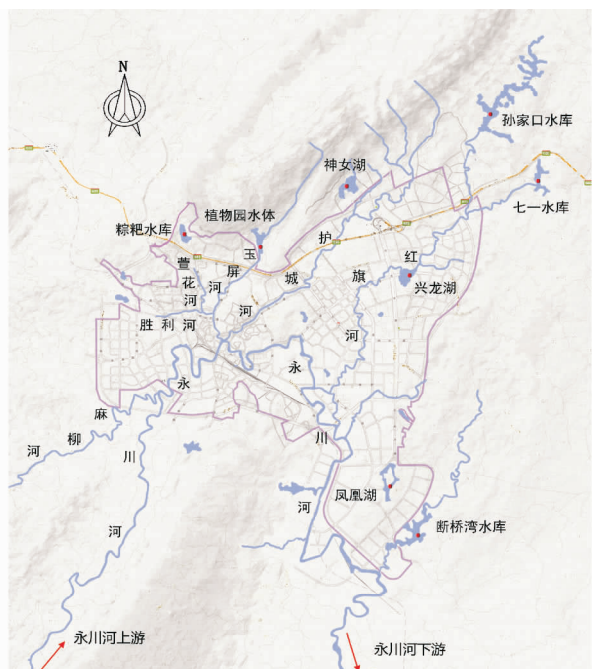 N
孙家口水库
神女湖
七一水库
植物园水体
粽粑水库
护城河
玉屏河
萱花河
红旗河
兴龙湖
胜利河
永川河
麻柳河
永川河
凤凰湖
断桥湾水库
永川河上游
永川河下游